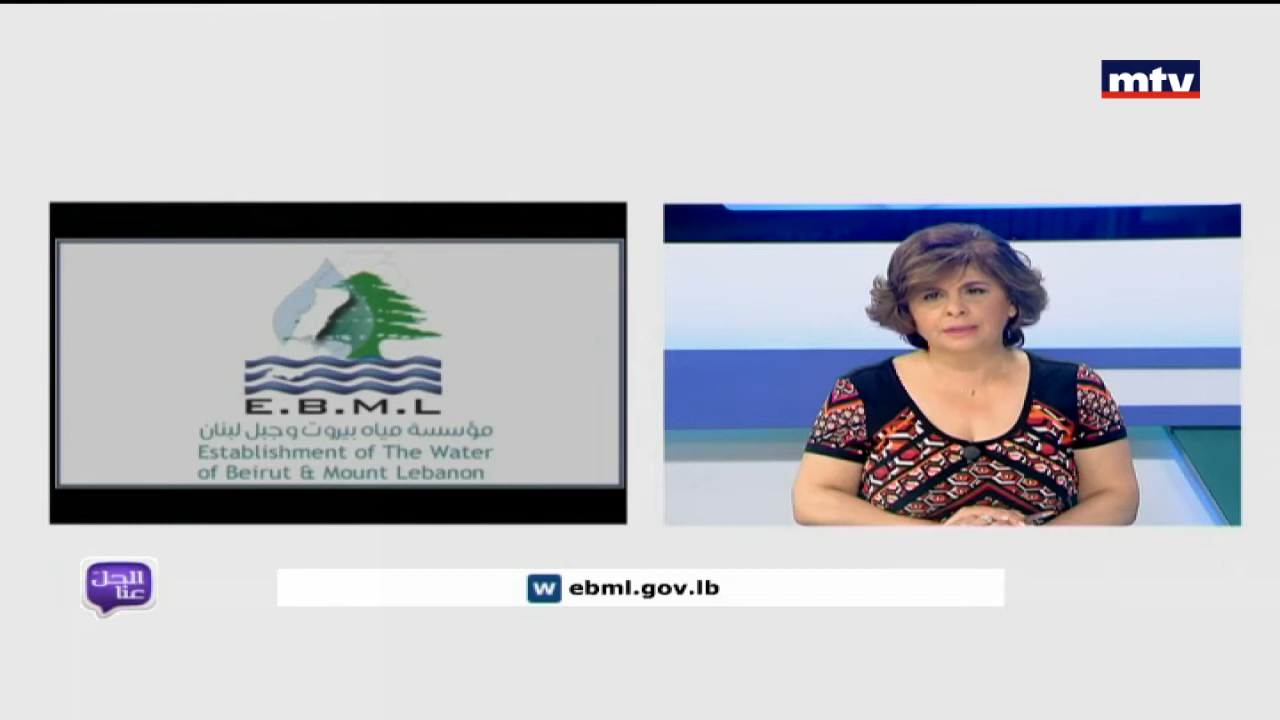 mtv
E.B.M.L
مؤسسة مياه بيروت وجبل لبنان
Establishment of The Water
of Beirut & Mount Lebanon
الحل
عنا
W ebml.gov.lb